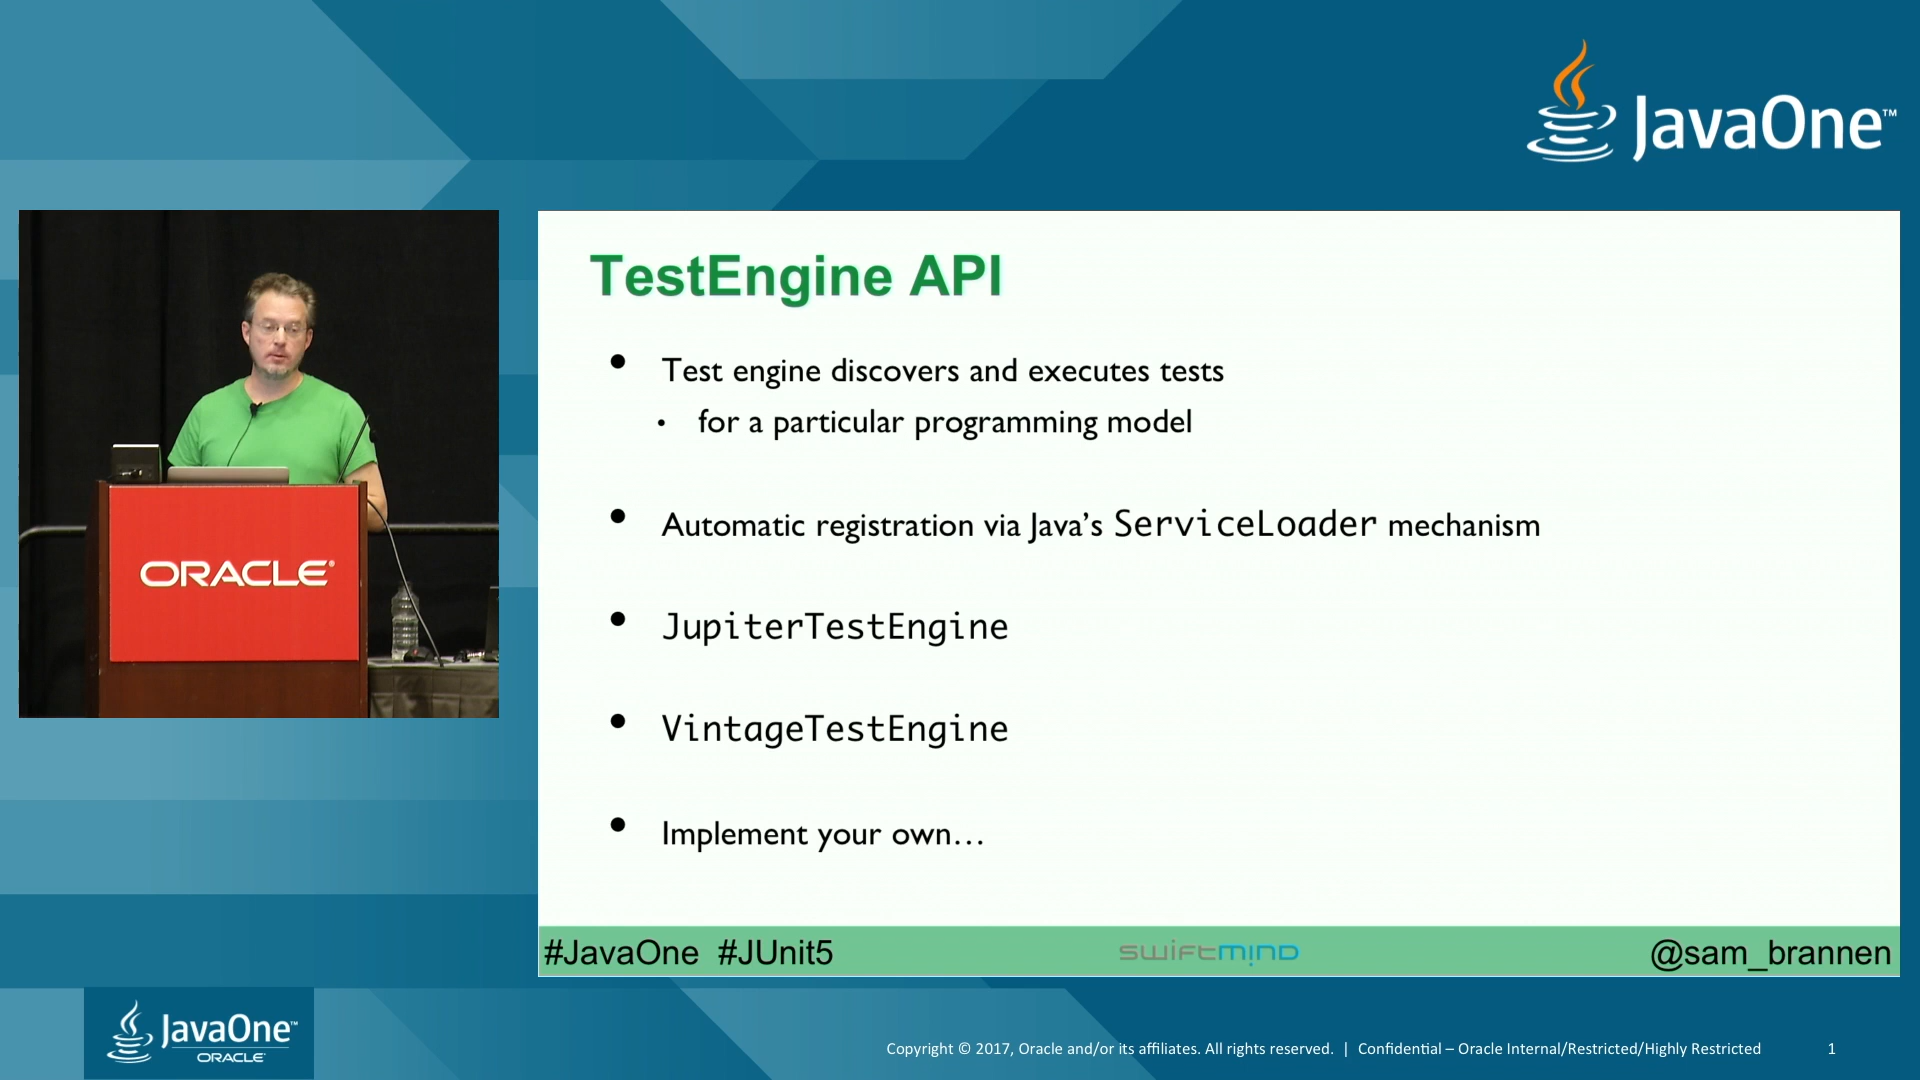 JavaOne™
TestEngine API
• Test engine discovers and executes tests
• for a particular programming model
• Automatic registration via Java’s ServiceLoader mechanism
• JupiterTestEngine
• VintageTestEngine
• Implement your own…
ORACLE®
#JavaOne #JUnit5
swiftmind
@sam_brannen
JavaOne™
ORACLE®
Copyright © 2017, Oracle and/or its affiliates. All rights reserved. | Confidential – Oracle Internal/Restricted/Highly Restricted 1